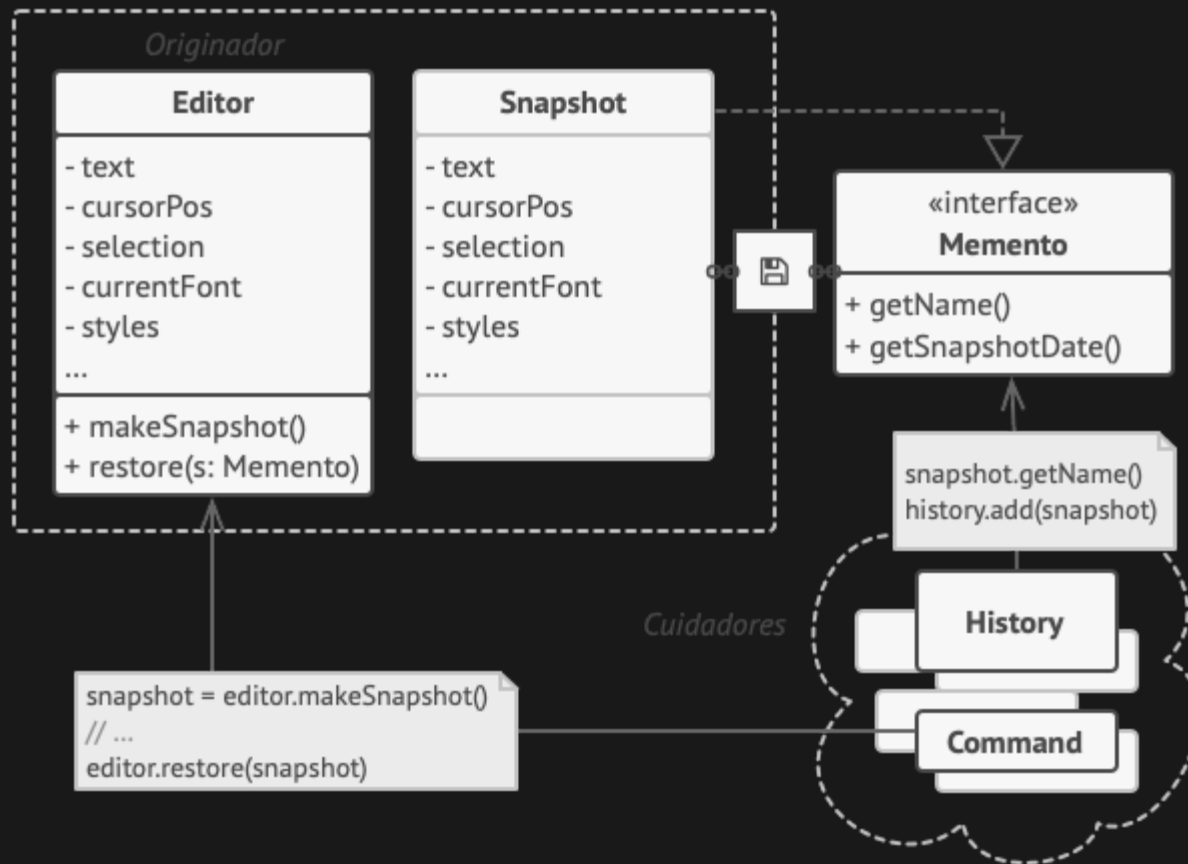 Originador
Editor
- text
- cursorPos
- selection
- currentFont
- styles
...
+ makeSnapshot()
+ restore(s: Memento)
Snapshot
- text
- cursorPos
- selection
- currentFont
- styles
...
«interface»
Memento
+ getName()
+ getSnapshotDate()
snapshot.getName()
history.add(snapshot)
Cuidadores
History
Command
snapshot = editor.makeSnapshot()
// ...
editor.restore(snapshot)